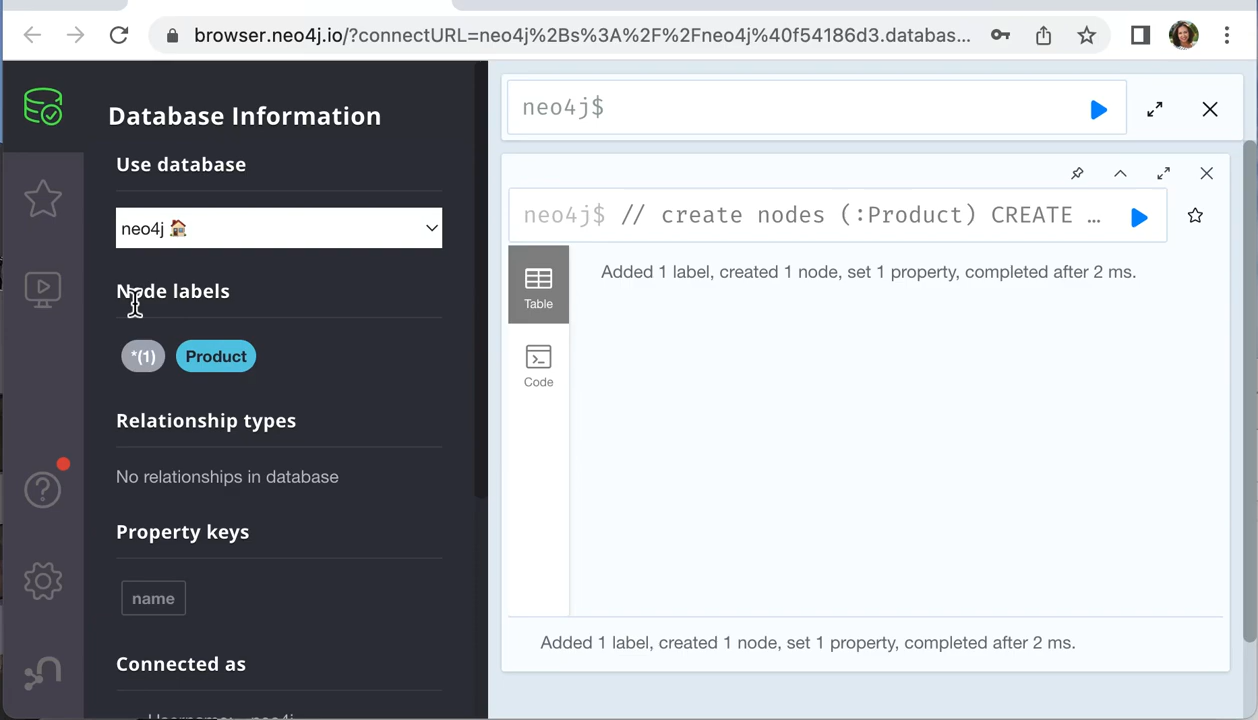 browser.neo4j.io/?connectURL=neo4j%2Bs%3A%2F%2Fneo4j%40f54186d3.databas...
Database Information
Use database
neo4j
Node labels
*(1) Product
Relationship types
No relationships in database
Property keys
name
Connected as
Username: neo4j
neo4j$
neo4j$ // create nodes (:Product) CREATE …
Table
Code
Added 1 label, created 1 node, set 1 property, completed after 2 ms.
Added 1 label, created 1 node, set 1 property, completed after 2 ms.